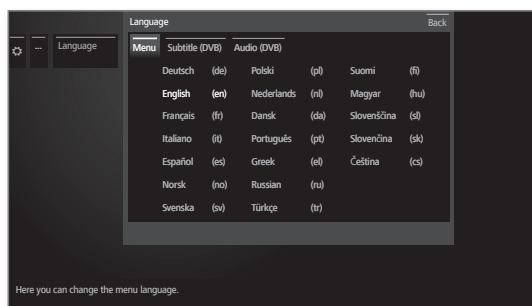 Language Back
... Language Menu Subtitle (DVB) Audio (DVB)
Deutsch (de) Polski (pl) Suomi (fi)
English (en) Nederlands (nl) Magyar (hu)
Français (fr) Dansk (da) Slovenščina (sl)
Italiano (it) Português (pt) Slovenčina (sk)
Español (es) Greek (el) Čeština (cs)
Norsk (no) Russian (ru)
Svenska (sv) Türkçe (tr)
Here you can change the menu language.